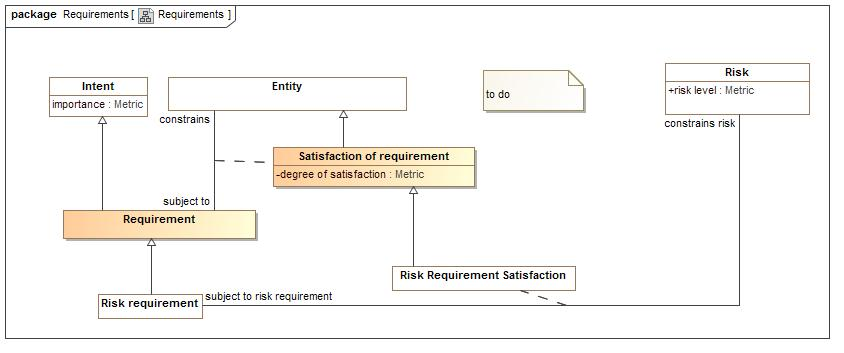 package Requirements [ Requirements ]
Intent
importance : Metric
Entity
to do
Risk
+risk level : Metric
constrains
constrains risk
Satisfaction of requirement
-degree of satisfaction : Metric
subject to
Requirement
Risk Requirement Satisfaction
Risk requirement
subject to risk requirement